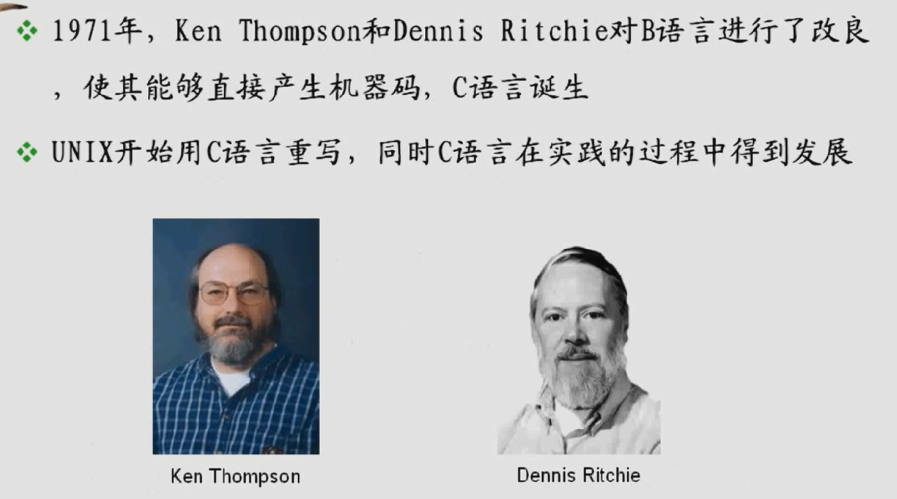 1971年，Ken Thompson和Dennis Ritchie对B语言进行了改良
，使其能够直接产生机器码，C语言诞生
UNIX开始用C语言重写，同时C语言在实践的过程中得到发展
Ken Thompson
Dennis Ritchie